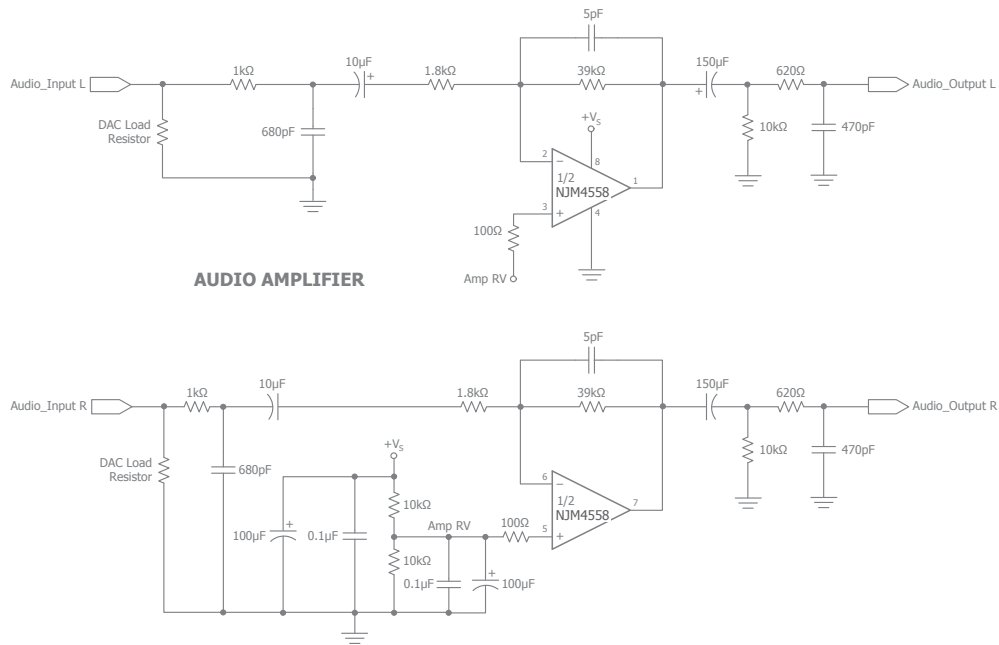 5pF
10µF
150µF
1kΩ
1.8kΩ
39kΩ
620Ω
Audio_Input L
+
+
Audio_Output L
DAC Load
Resistor
680pF
+VS
10kΩ
470pF
2
−
8
1/2
NJM4558
1
3
+
4
100Ω
Amp RV
AUDIO AMPLIFIER
5pF
10µF
150µF
1kΩ
1.8kΩ
39kΩ
620Ω
Audio_Input R
Audio_Output R
DAC Load
Resistor
680pF
+VS
10kΩ
470pF
6
−
7
1/2
NJM4558
5
+
10kΩ
Amp RV
100Ω
100µF
+
0.1µF
10kΩ
0.1µF
+
100µF